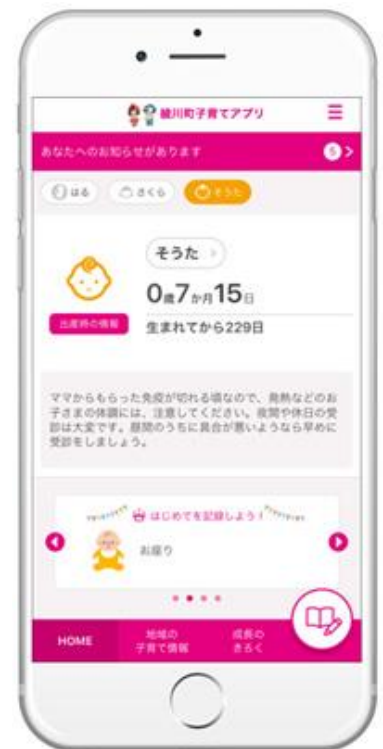 綾川町子育てアプリ
あなたへのお知らせがあります
5
はる
さくら
そうた
そうた
0歳7か月15日
出産時の情報
生まれてから229日
ママからもらった免疫が切れる頃なので、発熱などのお
子さまの体調には、注意してください。夜間や休日の受
診は大変です。昼間のうちに具合が悪いようなら早めに
受診をしましょう。
はじめてを記録しよう！
お座り
HOME
地域の
子育て情報
成長の
きろく